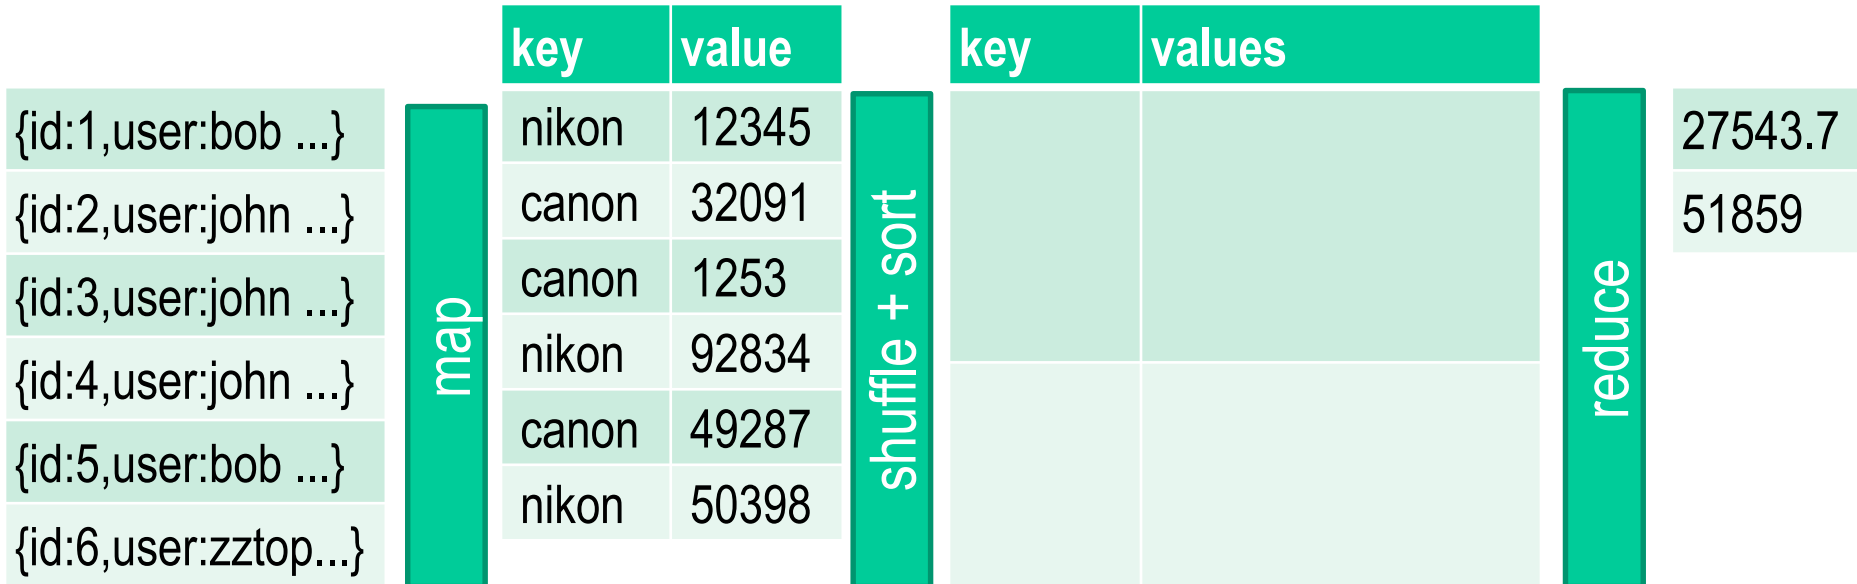 key value
key values
{id:1,user:bob ...}
{id:2,user:john ...}
{id:3,user:john ...}
{id:4,user:john ...}
{id:5,user:bob ...}
{id:6,user:zztop...}
map
nikon 12345
canon 32091
canon 1253
nikon 92834
canon 49287
nikon 50398
shuffle + sort
reduce
27543.7
51859